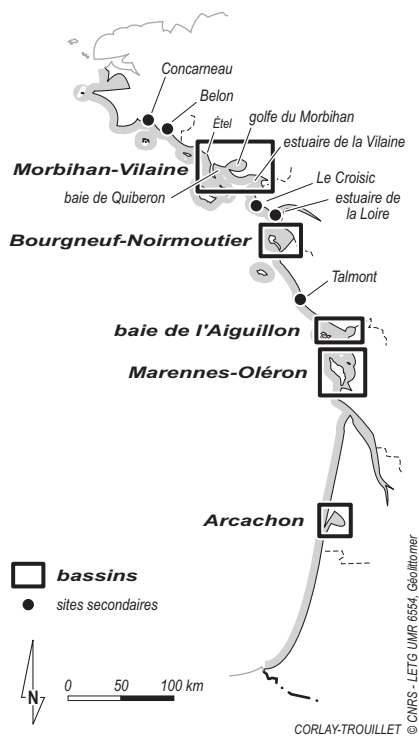 Concarneau
Belon
Étel
golfe du Morbihan
estuaire de la Vilaine
Morbihan-Vilaine
baie de Quiberon
Le Croisic
estuaire de
la Loire
Bourgneuf-Noirmoutier
Talmont
baie de l'Aiguillon
Marennes-Oléron
Arcachon
bassins
sites secondaires
N
0 50 100 km
CORLAY-TROUILLET
© CNRS - LETG UMR 6554, Géolittomer